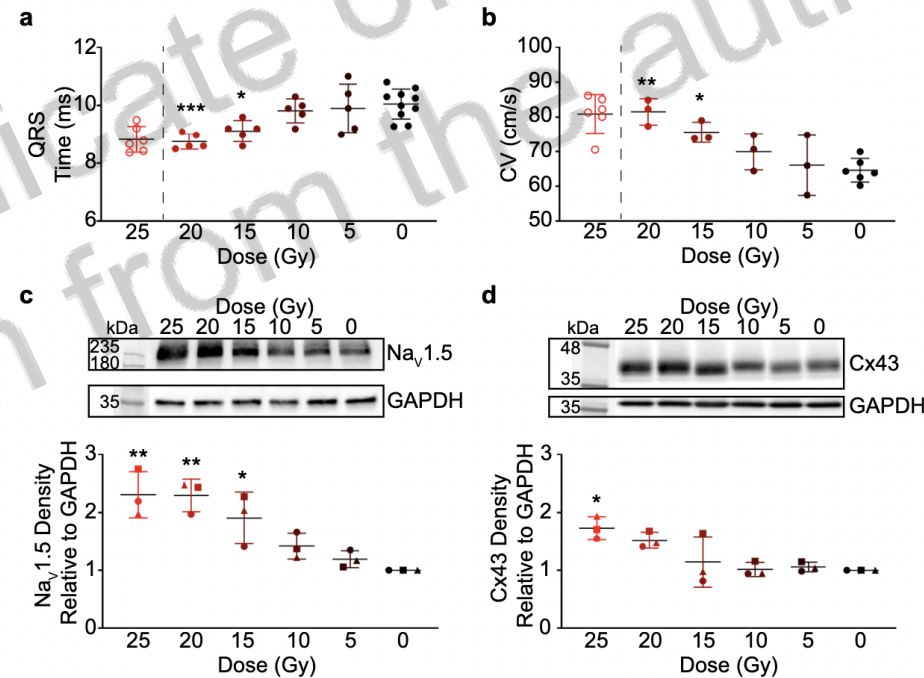 a
QRS
Time (ms)
12
10
8
6
***
*
25 20 15 10 5 0
Dose (Gy)
b
CV (cm/s)
100
90
80
70
60
50
**
*
25 20 15 10 5 0
Dose (Gy)
c
Dose (Gy)
kDa 25 20 15 10 5 0
235
180
NaV1.5
35
GAPDH
NaV1.5 Density
Relative to GAPDH
3
2
1
0
**
**
*
25 20 15 10 5 0
Dose (Gy)
d
Dose (Gy)
kDa 25 20 15 10 5 0
48
35
Cx43
35
GAPDH
Cx43 Density
Relative to GAPDH
3
2
1
0
*
25 20 15 10 5 0
Dose (Gy)
licate of
from the auth